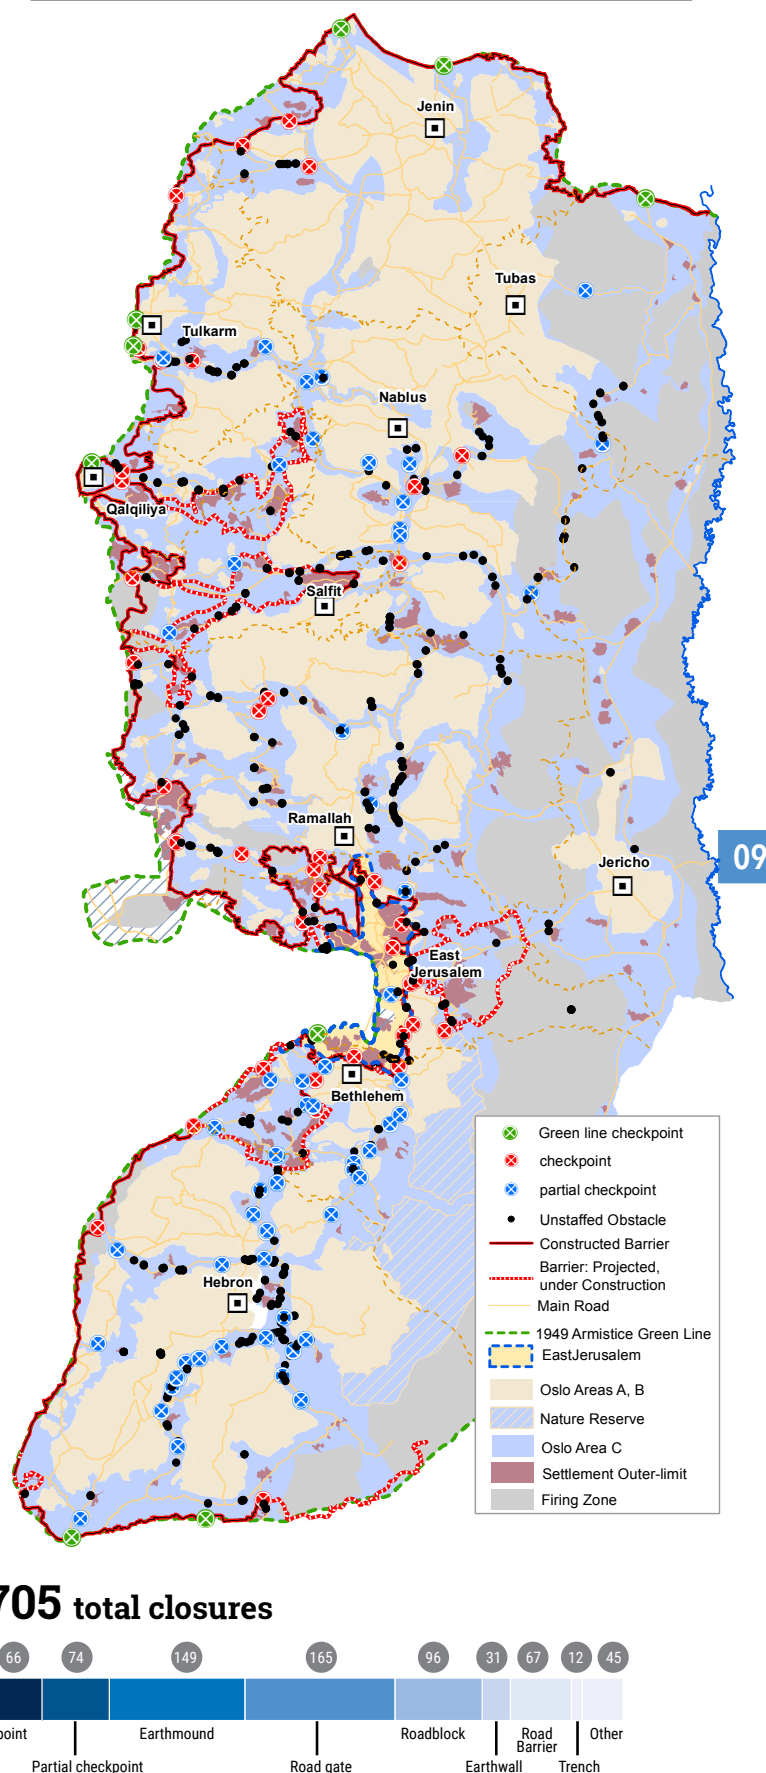 Jenin
Tubas
Tulkarm
Nablus
Qalqiliya
Salfit
Ramallah
09
Jericho
East
Jerusalem
Bethlehem
Hebron
Green line checkpoint
checkpoint
partial checkpoint
Unstaffed Obstacle
Constructed Barrier
Barrier: Projected,
under Construction
Main Road
1949 Armistice Green Line
EastJerusalem
Oslo Areas A, B
Nature Reserve
Oslo Area C
Settlement Outer-limit
Firing Zone
705 total closures
66 74 149 165 96 31 67 12 45
point Earthmound Roadblock Road Barrier Other
Partial checkpoint Road gate Earthwall Trench